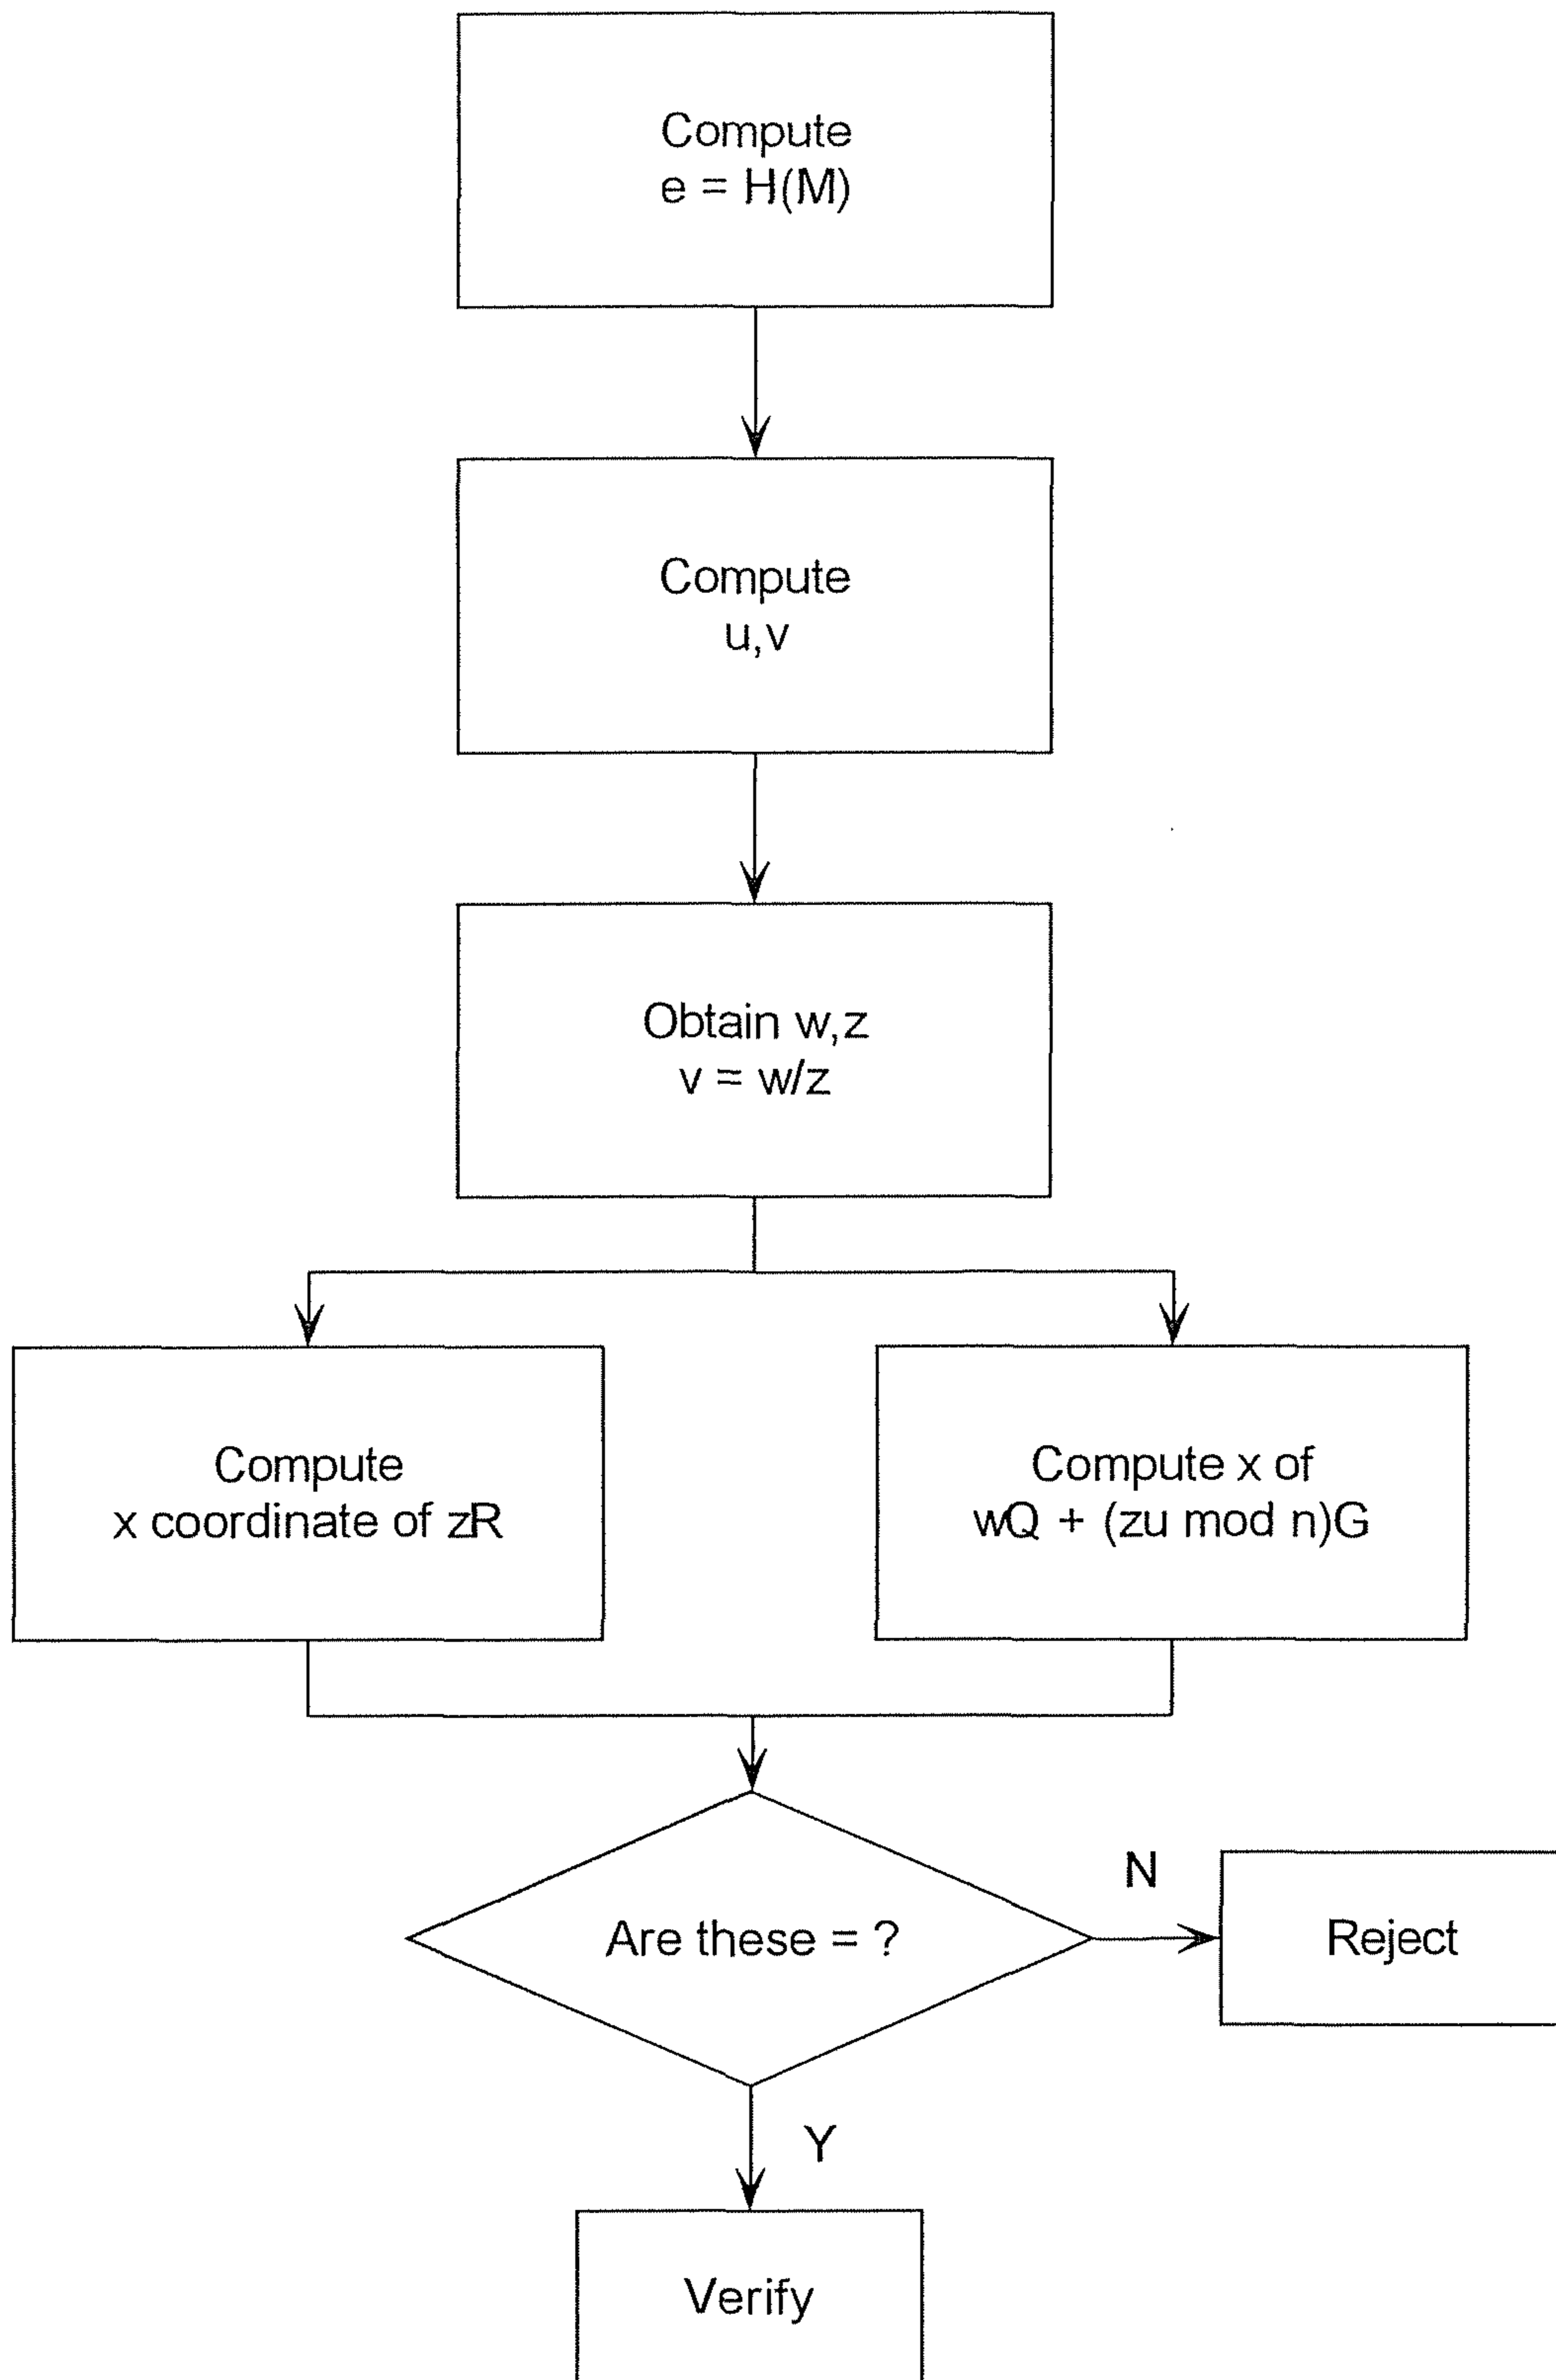 Compute
e = H(M)
Compute
u,v
Obtain w,z
v = w/z
Compute
x coordinate of zR
Compute x of
wQ + (zu mod n)G
Are these = ?
N
Reject
Y
Verify